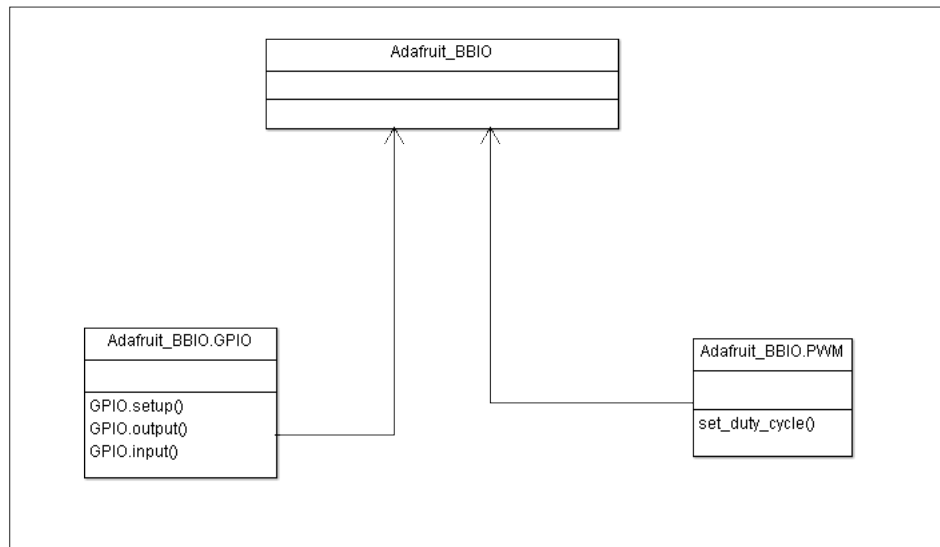 Adafruit_BBIO
Adafruit_BBIO.GPIO
GPIO.setup()
GPIO.output()
GPIO.input()
Adafruit_BBIO.PWM
set_duty_cycle()